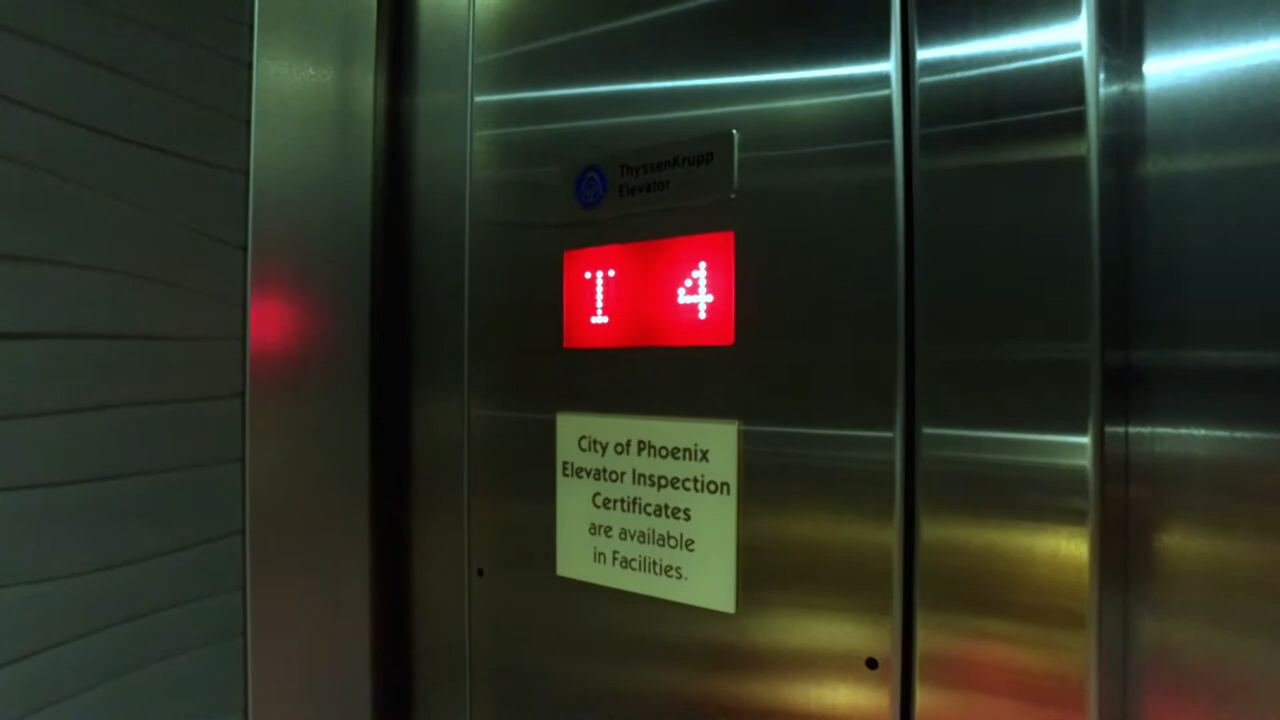 ThyssenKrupp
Elevator
T 4
City of Phoenix
Elevator Inspection
Certificates
are available
in Facilities.